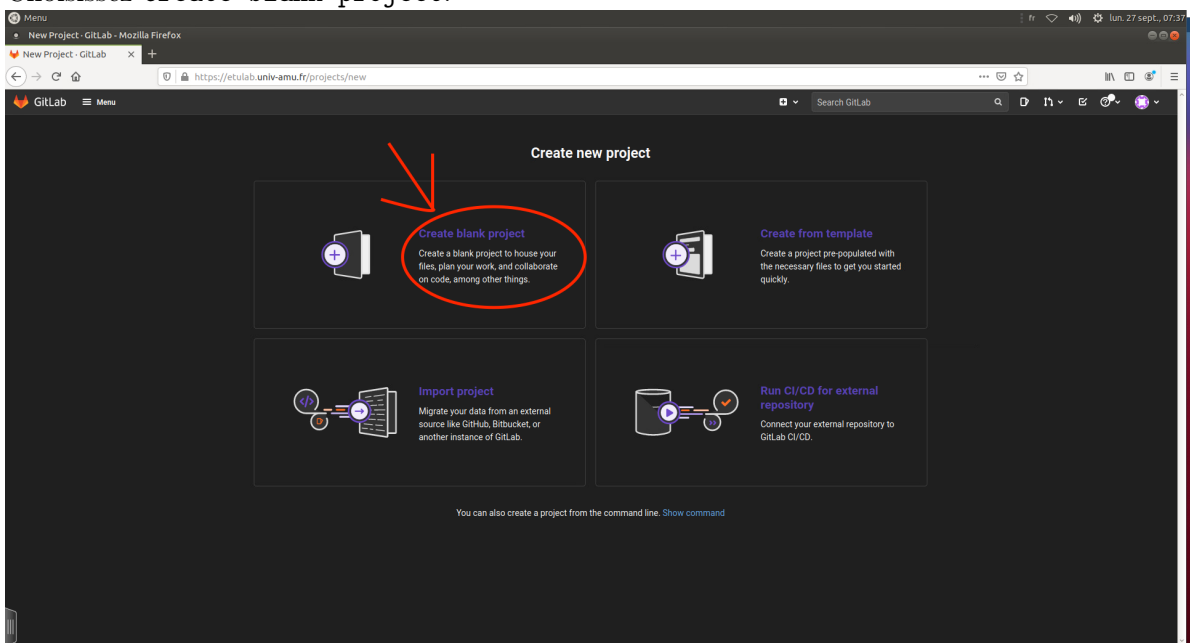 Choisissez create blank project.
Menu
fr
lun. 27 sept., 07:37
New Project · GitLab - Mozilla Firefox
New Project · GitLab
https://etulab.univ-amu.fr/projects/new
GitLab
Menu
Search GitLab
Create new project
Create blank project
Create a blank project to house your
files, plan your work, and collaborate
on code, among other things.
Create from template
Create a project pre-populated with
the necessary files to get you started
quickly.
Import project
Migrate your data from an external
source like GitHub, Bitbucket, or
another instance of GitLab.
Run CI/CD for external
repository
Connect your external repository to
GitLab CI/CD.
You can also create a project from the command line. Show command